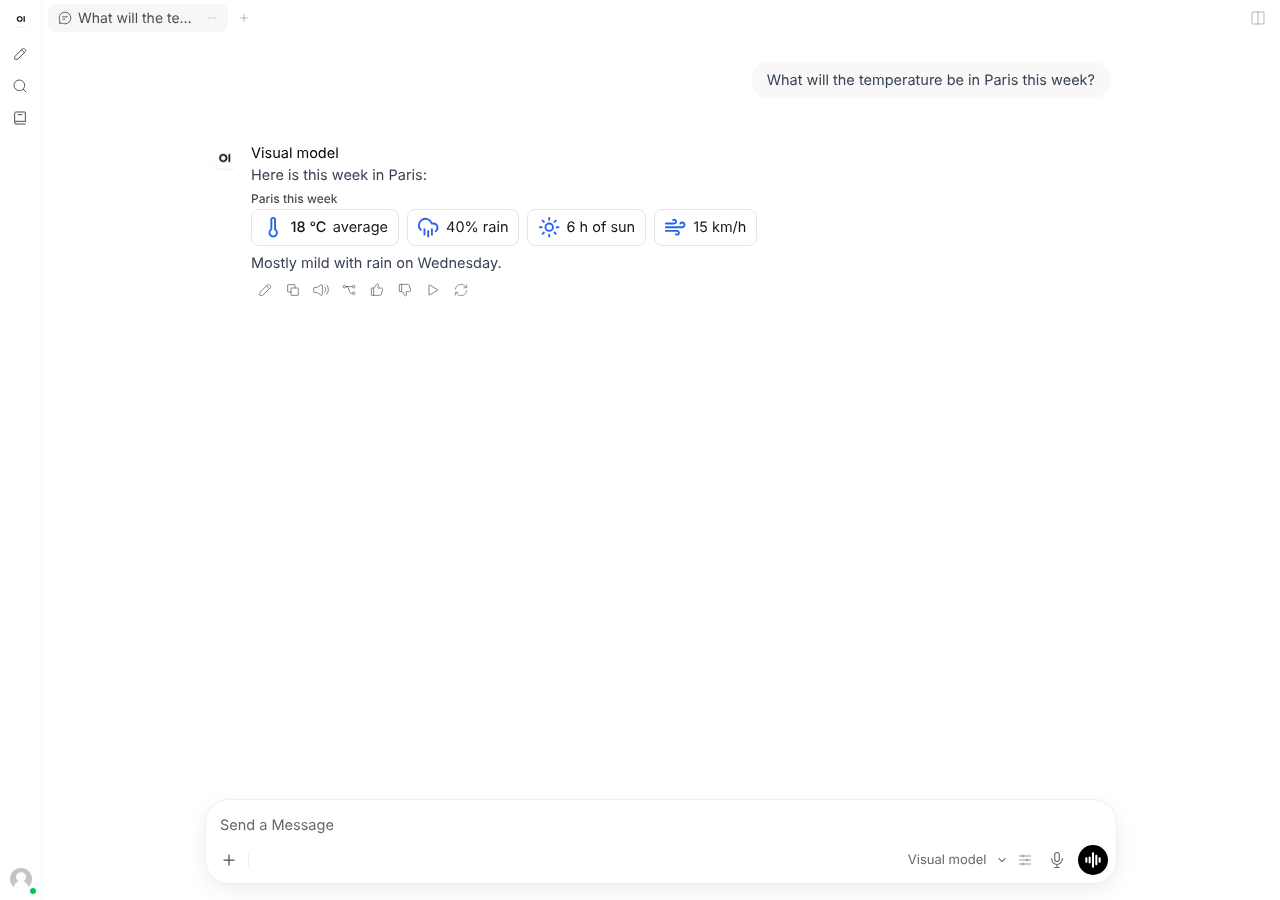 OI
What will the te...
What will the temperature be in Paris this week?
OI
Visual model
Here is this week in Paris:
Paris this week
18 °C average
40% rain
6 h of sun
15 km/h
Mostly mild with rain on Wednesday.
Send a Message
Visual model